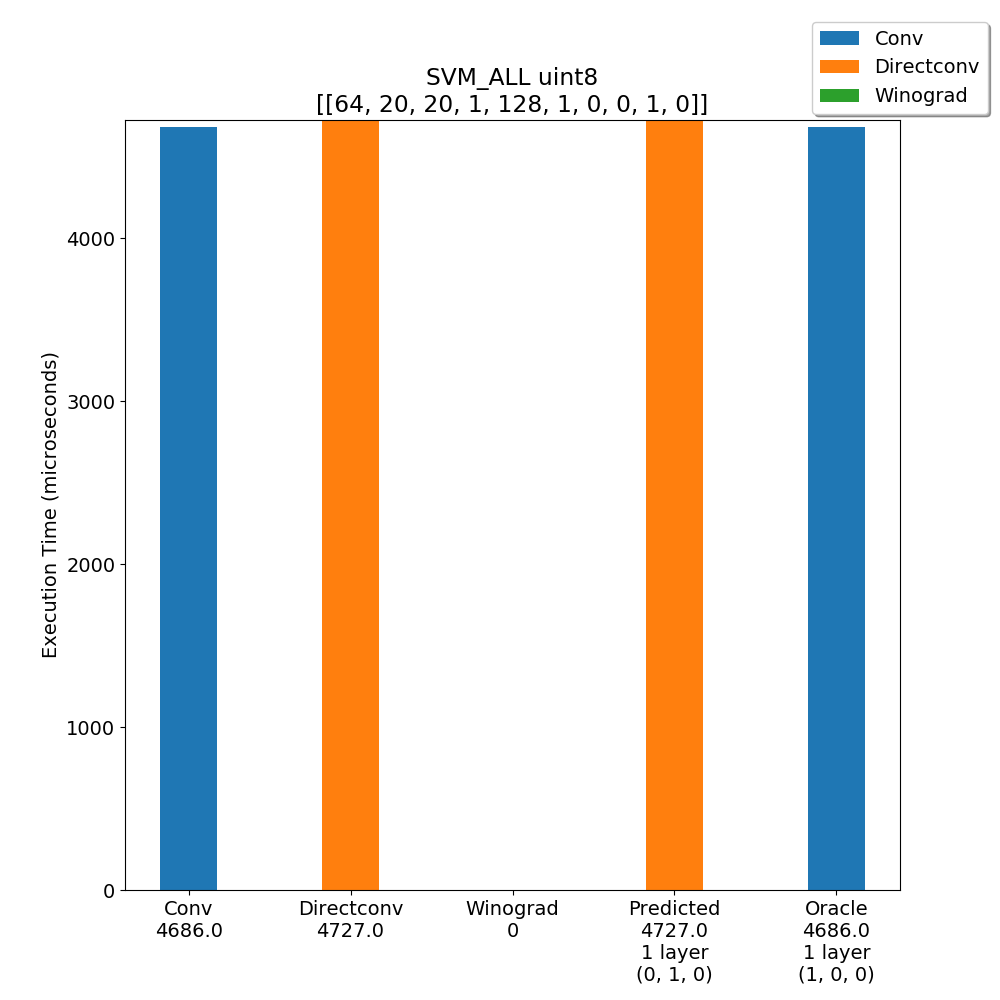 Conv
Directconv
Winograd
SVM_ALL uint8
[[64, 20, 20, 1, 128, 1, 0, 0, 1, 0]]
Execution Time (microseconds)
4000
3000
2000
1000
0
Conv
4686.0
Directconv
4727.0
Winograd
0
Predicted
4727.0
1 layer
(0, 1, 0)
Oracle
4686.0
1 layer
(1, 0, 0)